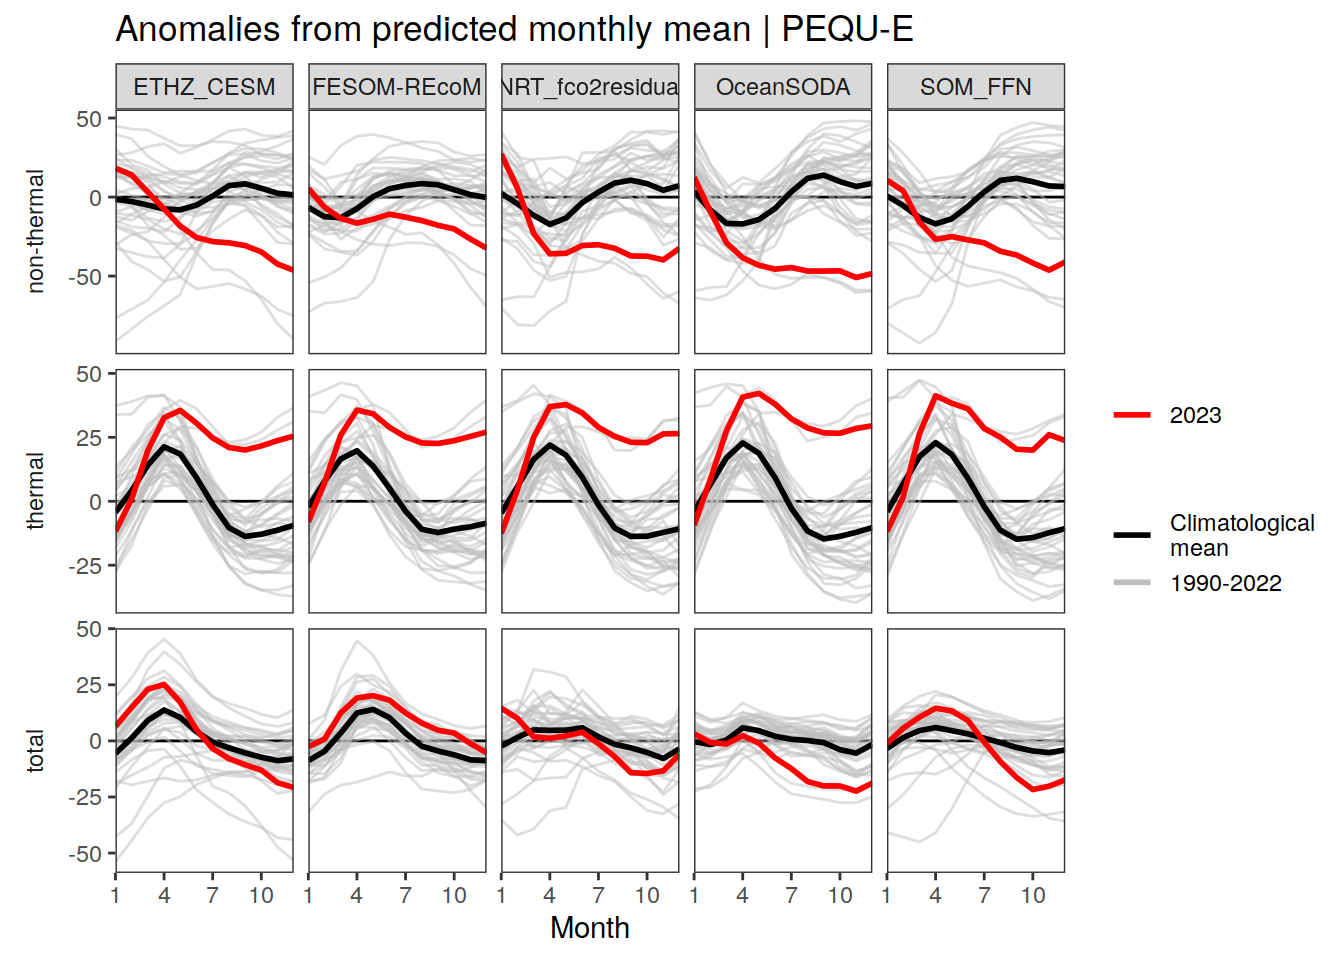 Anomalies from predicted monthly mean | PEQU-E
ETHZ_CESM FESOM-REcoM NRT_fco2residual OceanSODA SOM_FFN
non-thermal
50
0
-50
thermal
50
25
0
-25
total
50
25
0
-25
-50
1 4 7 10 1 4 7 10 1 4 7 10 1 4 7 10 1 4 7 10
Month
2023
Climatological
mean
1990-2022